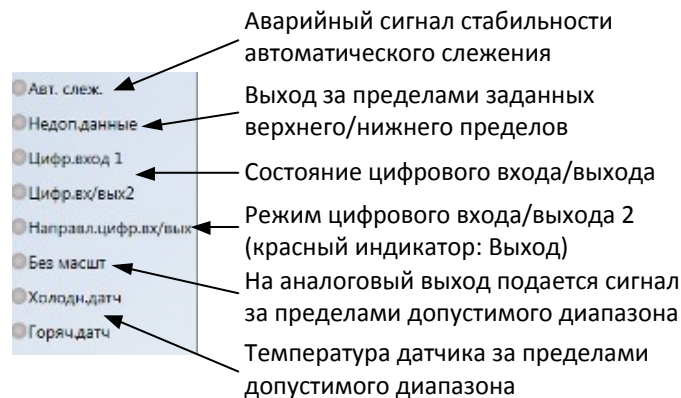 Аварийный сигнал стабильности
автоматического слежения
Авт. слеж.
Выход за пределами заданных
верхнего/нижнего пределов
Недоп.данные
Цифр.вход 1
Состояние цифрового входа/выхода
Цифр.вх/вых2
Режим цифрового входа/выхода 2
(красный индикатор: Выход)
Направл.цифр.вх/вых
Без масшт
На аналоговый выход подается сигнал
за пределами допустимого диапазона
Холодн.датч
Горяч.датч
Температура датчика за пределами
допустимого диапазона